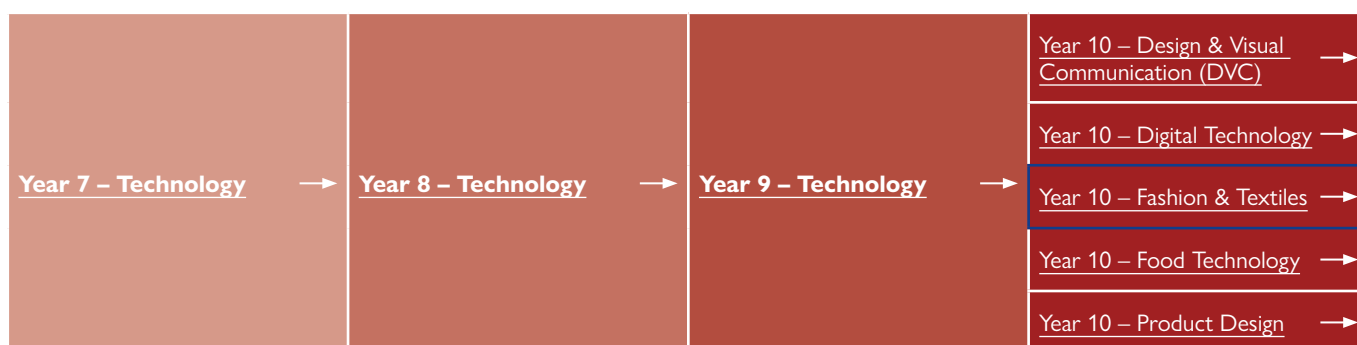 Year 7 – Technology
Year 8 – Technology
Year 9 – Technology
Year 10 – Design & Visual
Communication (DVC)
Year 10 – Digital Technology
Year 10 – Fashion & Textiles
Year 10 – Food Technology
Year 10 – Product Design